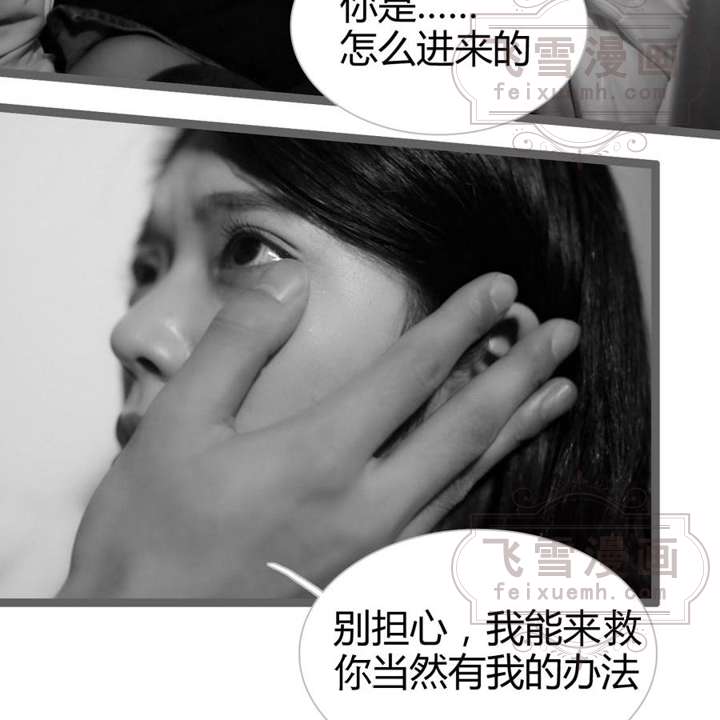 你是……
怎么进来的
飞雪漫画
feixuemh.com
飞雪漫画
feixuemh.com
别担心，我能来救
你当然有我的办法